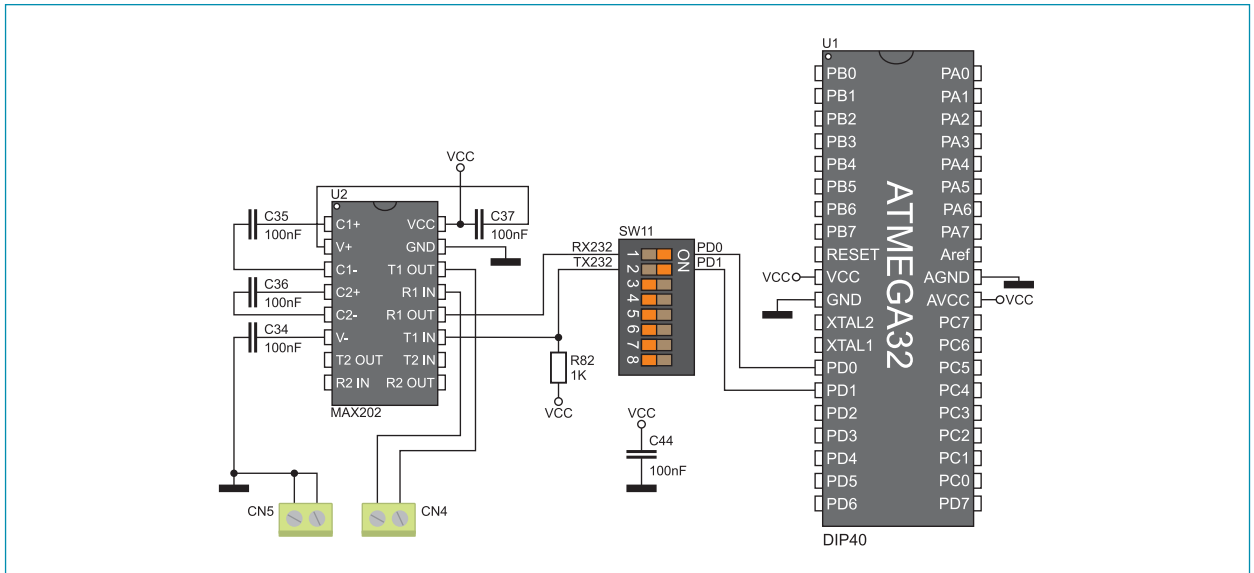 U1
PB0 PA0
PB1 PA1
PB2 PA2
PB3 PA3
PB4 PA4
PB5 PA5
PB6 PA6
PB7 PA7
RESET Aref
VCC VCC AGND
GND AVCC VCC
XTAL2 PC7
XTAL1 PC6
PD0 PC5
PD1 PC4
PD2 PC3
PD3 PC2
PD4 PC1
PD5 PC0
PD6 PD7
ATMEGA32
DIP40
VCC
U2
C35
100nF
C36
100nF
C34
100nF
C1+ VCC
V+ GND
C1- T1 OUT
C2+ R1 IN
C2- R1 OUT
V- T1 IN
T2 OUT T2 IN
R2 IN R2 OUT
MAX202
C37
100nF
RX232
TX232
SW11
ON
1
2
3
4
5
6
7
8
PD0
PD1
R82
1K
VCC
VCC
C44
100nF
CN5
CN4